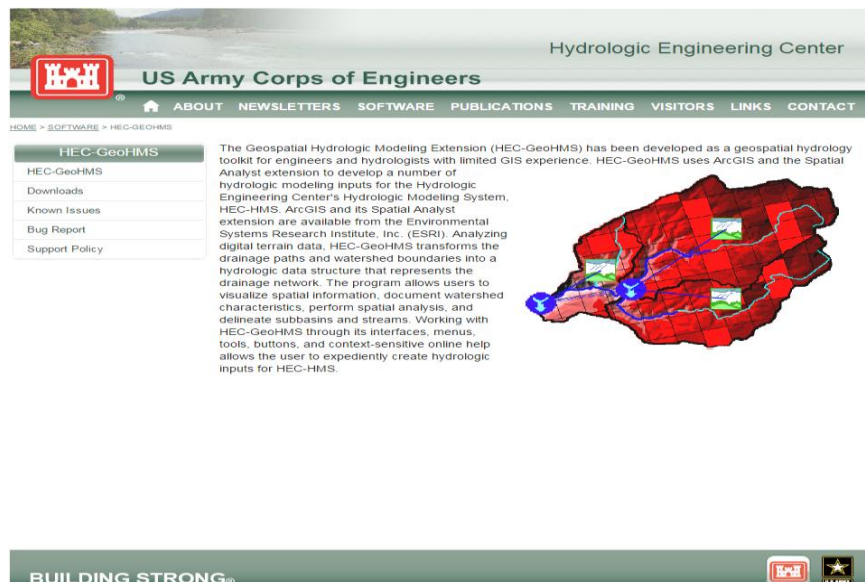 Hydrologic Engineering Center
US Army Corps of Engineers
®
ABOUT NEWSLETTERS SOFTWARE PUBLICATIONS TRAINING VISITORS LINKS CONTACT
HOME > SOFTWARE > HEC-GEOHMS
HEC-GeoHMS
HEC-GeoHMS
Downloads
Known Issues
Bug Report
Support Policy
The Geospatial Hydrologic Modeling Extension (HEC-GeoHMS) has been developed as a geospatial hydrology
toolkit for engineers and hydrologists with limited GIS experience. HEC-GeoHMS uses ArcGIS and the Spatial
Analyst extension to develop a number of
hydrologic modeling inputs for the Hydrologic
Engineering Center's Hydrologic Modeling System,
HEC-HMS. ArcGIS and its Spatial Analyst
extension are available from the Environmental
Systems Research Institute, Inc. (ESRI). Analyzing
digital terrain data, HEC-GeoHMS transforms the
drainage paths and watershed boundaries into a
hydrologic data structure that represents the
drainage network. The program allows users to
visualize spatial information, document watershed
characteristics, perform spatial analysis, and
delineate subbasins and streams. Working with
HEC-GeoHMS through its interfaces, menus,
tools, buttons, and context-sensitive online help
allows the user to expediently create hydrologic
inputs for HEC-HMS.
BUILDING STRONG®